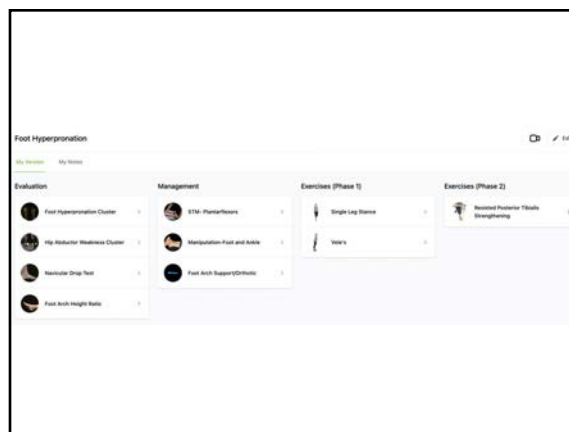 Foot Hyperpronation
My Version
My Notes
Evaluation
Foot Hyperpronation Cluster
Hip Abductor Weakness Cluster
Navicular Drop Test
Foot Arch Height Ratio
Management
STM- Plantarflexors
Manipulation-Foot and Ankle
Foot Arch Support/Orthotic
Exercises (Phase 1)
Single Leg Stance
Vele's
Exercises (Phase 2)
Resisted Posterior Tibialis
Strengthening